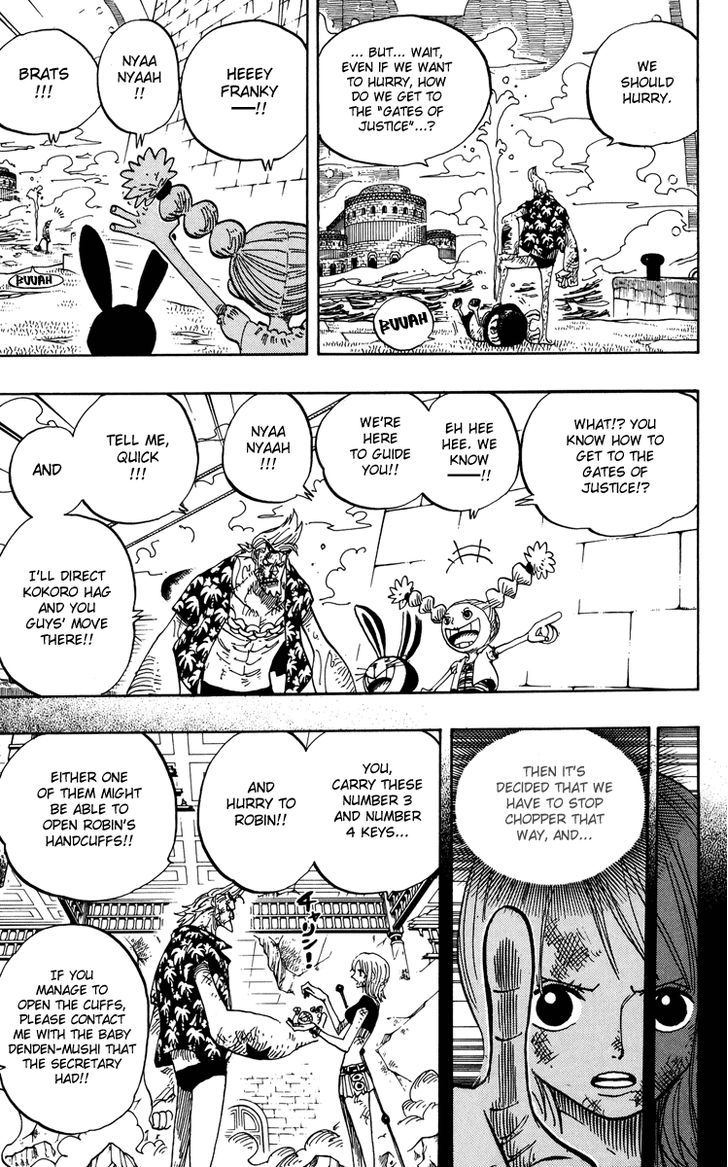 WE
SHOULD
HURRY.
... BUT... WAIT,
EVEN IF WE WANT
TO HURRY, HOW
DO WE GET TO
THE "GATES OF
JUSTICE"...?
BUUAH
HEEEY
FRANKY
—!!
NYAA
NYAAH
!!
BRATS
!!!
BUUAH
WHAT!? YOU
KNOW HOW TO
GET TO THE
GATES OF
JUSTICE!?
EH HEE
HEE. WE
KNOW
—!!
WE'RE
HERE
TO GUIDE
YOU!!
NYAA
NYAAH
!!!
TELL ME,
QUICK
!!!
AND
I'LL DIRECT
KOKORO HAG
AND YOU
GUYS' MOVE
THERE!!
THEN IT'S
DECIDED THAT WE
HAVE TO STOP
CHOPPER THAT
WAY, AND...
YOU,
CARRY THESE
NUMBER 3
AND NUMBER
4 KEYS...
AND
HURRY TO
ROBIN!!
EITHER ONE
OF THEM MIGHT
BE ABLE TO
OPEN ROBIN'S
HANDCUFFS!!
チャリン!
IF YOU
MANAGE TO
OPEN THE CUFFS,
PLEASE CONTACT
ME WITH THE BABY
DENDEN-MUSHI THAT
THE SECRETARY
HAD!!